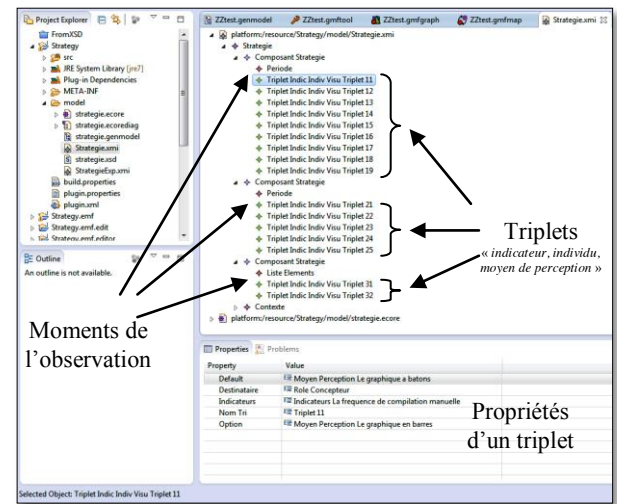 Project Explorer
ZZtest.genmodel
ZZtest.gmftool
ZZtest.gmfgraph
ZZtest.gmfmap
Strategie.xmi
FromXSD
Strategy
src
JRE System Library [jre7]
Plug-in Dependencies
META-INF
model
strategie.ecore
strategie.ecorediag
strategie.genmodel
Strategie.xmi
strategie.xsd
StrategieExp.xmi
build.properties
plugin.properties
plugin.xml
Strategy.emf
Strategy.emf.edit
Strategy.emf.editor
platform:/resource/Strategy/model/Strategie.xmi
Strategie
Composant Strategie
Periode
Triplet Indic Indiv Visu Triplet 11
Triplet Indic Indiv Visu Triplet 12
Triplet Indic Indiv Visu Triplet 13
Triplet Indic Indiv Visu Triplet 14
Triplet Indic Indiv Visu Triplet 15
Triplet Indic Indiv Visu Triplet 16
Triplet Indic Indiv Visu Triplet 17
Triplet Indic Indiv Visu Triplet 18
Triplet Indic Indiv Visu Triplet 19
Composant Strategie
Periode
Triplet Indic Indiv Visu Triplet 21
Triplet Indic Indiv Visu Triplet 22
Triplet Indic Indiv Visu Triplet 23
Triplet Indic Indiv Visu Triplet 24
Triplet Indic Indiv Visu Triplet 25
Composant Strategie
Liste Elements
Triplet Indic Indiv Visu Triplet 31
Triplet Indic Indiv Visu Triplet 32
Contexte
platform:/resource/Strategy/model/strategie.ecore
Triplets
« indicateur, individu,
moyen de perception »
Outline
An outline is not available.
Moments de
l’observation
Properties
Problems
Property Value
Default Moyen Perception Le graphique a batons
Destinataire Role Concepteur
Indicateurs Indicateurs La frequence de compilation manuelle
Nom Tri Triplet 11
Option Moyen Perception Le graphique en barres
Propriétés
d’un triplet
Selected Object: Triplet Indic Indiv Visu Triplet 11